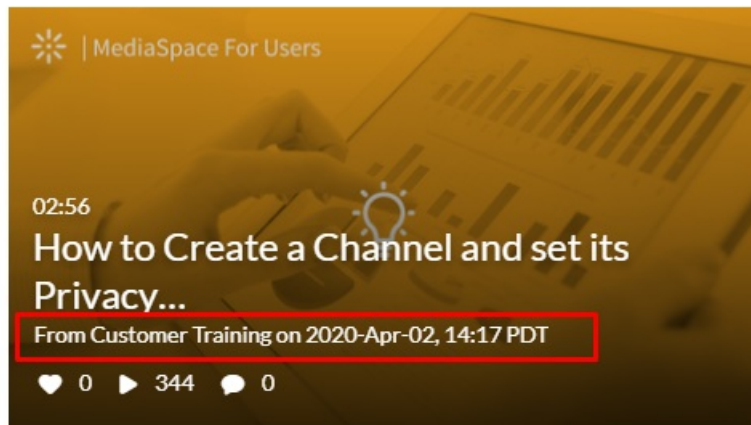 | MediaSpace For Users
02:56
How to Create a Channel and set its
Privacy...
From Customer Training on 2020-Apr-02, 14:17 PDT
0 344 0